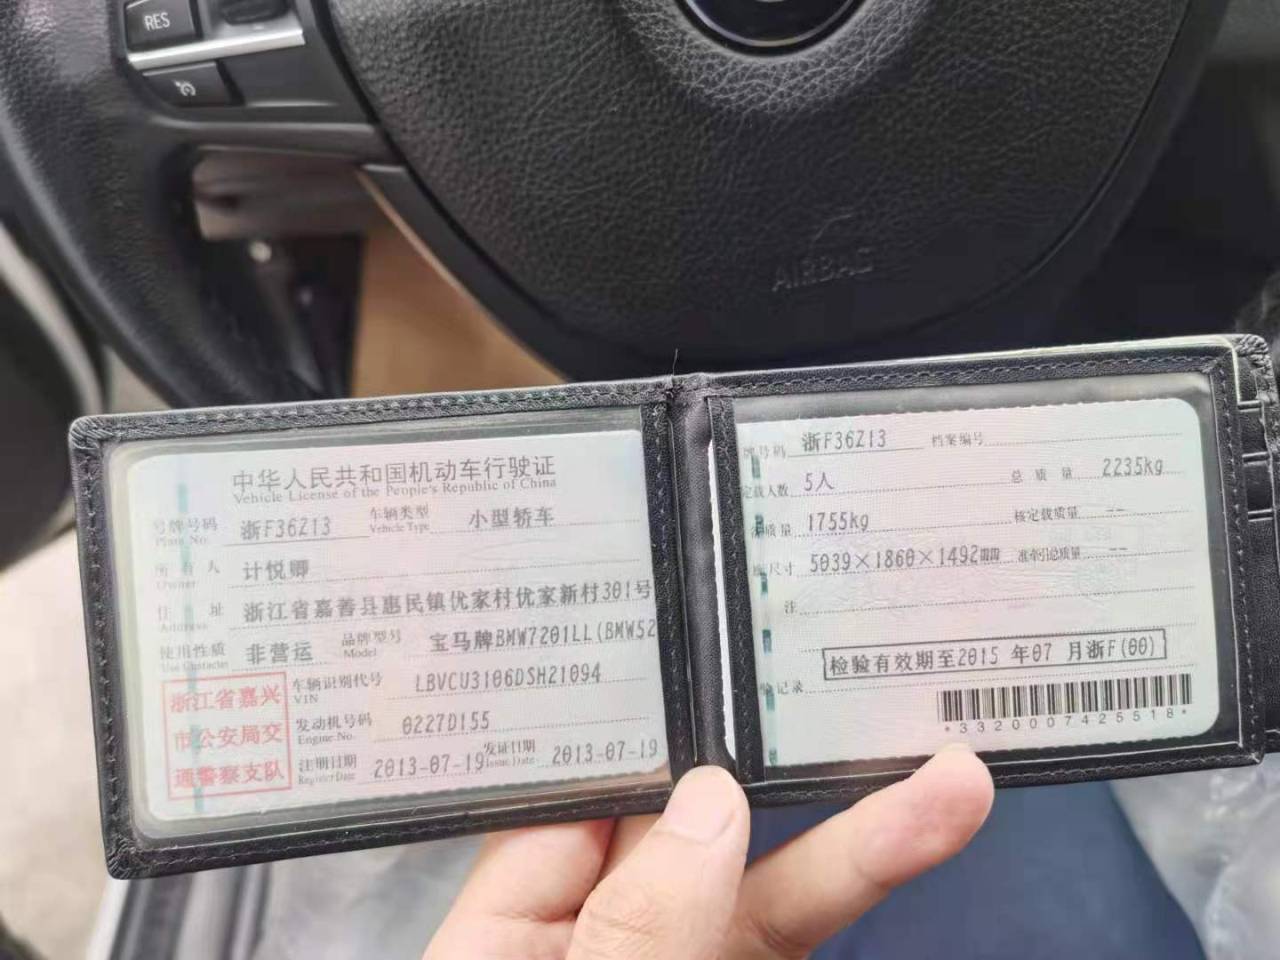 RES
AIRBAG
中华人民共和国机动车行驶证
Vehicle License of the People's Republic of China
号牌号码 浙F36Z13 车辆类型 小型轿车
Plate No. Vehicle Type
所有人 计悦卿
Owner
住址 浙江省嘉善县惠民镇优家村优家新村301号
Address
使用性质 非营运 品牌型号 宝马牌BMW7201LL(BMW52
Use Character Model
浙江省嘉兴
市公安局交
通警察支队
车辆识别代号 LBVCU3106DSH21094
VIN
发动机号码 0227D155
Engine No.
注册日期 2013-07-19 发证日期 2013-07-19
Register Date Issue Date
牌号码 浙F36Z13 档案编号
定载人数 5人 总质量 2235kg
质量 1755kg 核定载质量 --
尺寸 5039×1860×1492 准牵引总质量 --
注
检验有效期至2015年07月浙F(00)
记录
*3320007425518*